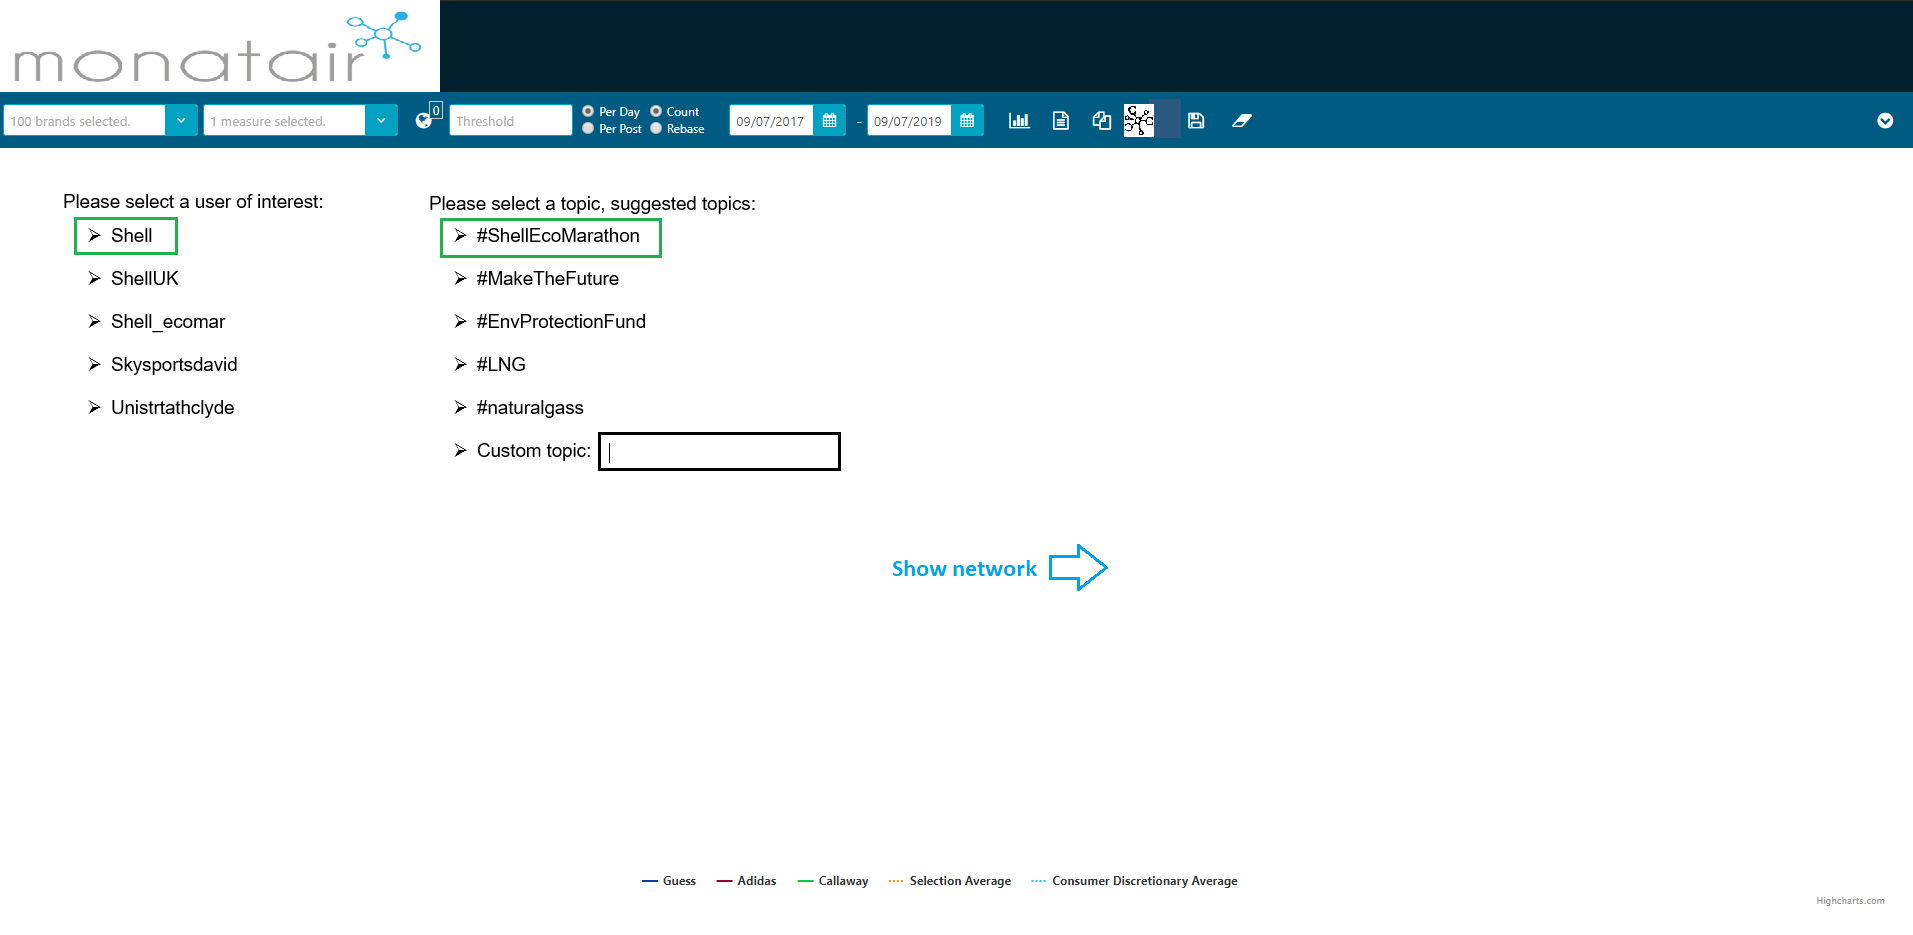 monatair
100 brands selected.
1 measure selected.
0
Threshold
Per Day
Count
Per Post
Rebase
09/07/2017 - 09/07/2019
Please select a user of interest:
Shell
ShellUK
Shell_ecomar
Skysportsdavid
Unistrtathclyde
Please select a topic, suggested topics:
#ShellEcoMarathon
#MakeTheFuture
#EnvProtectionFund
#LNG
#naturalgass
Custom topic:
Show network
Guess Adidas Callaway Selection Average Consumer Discretionary Average
Highcharts.com